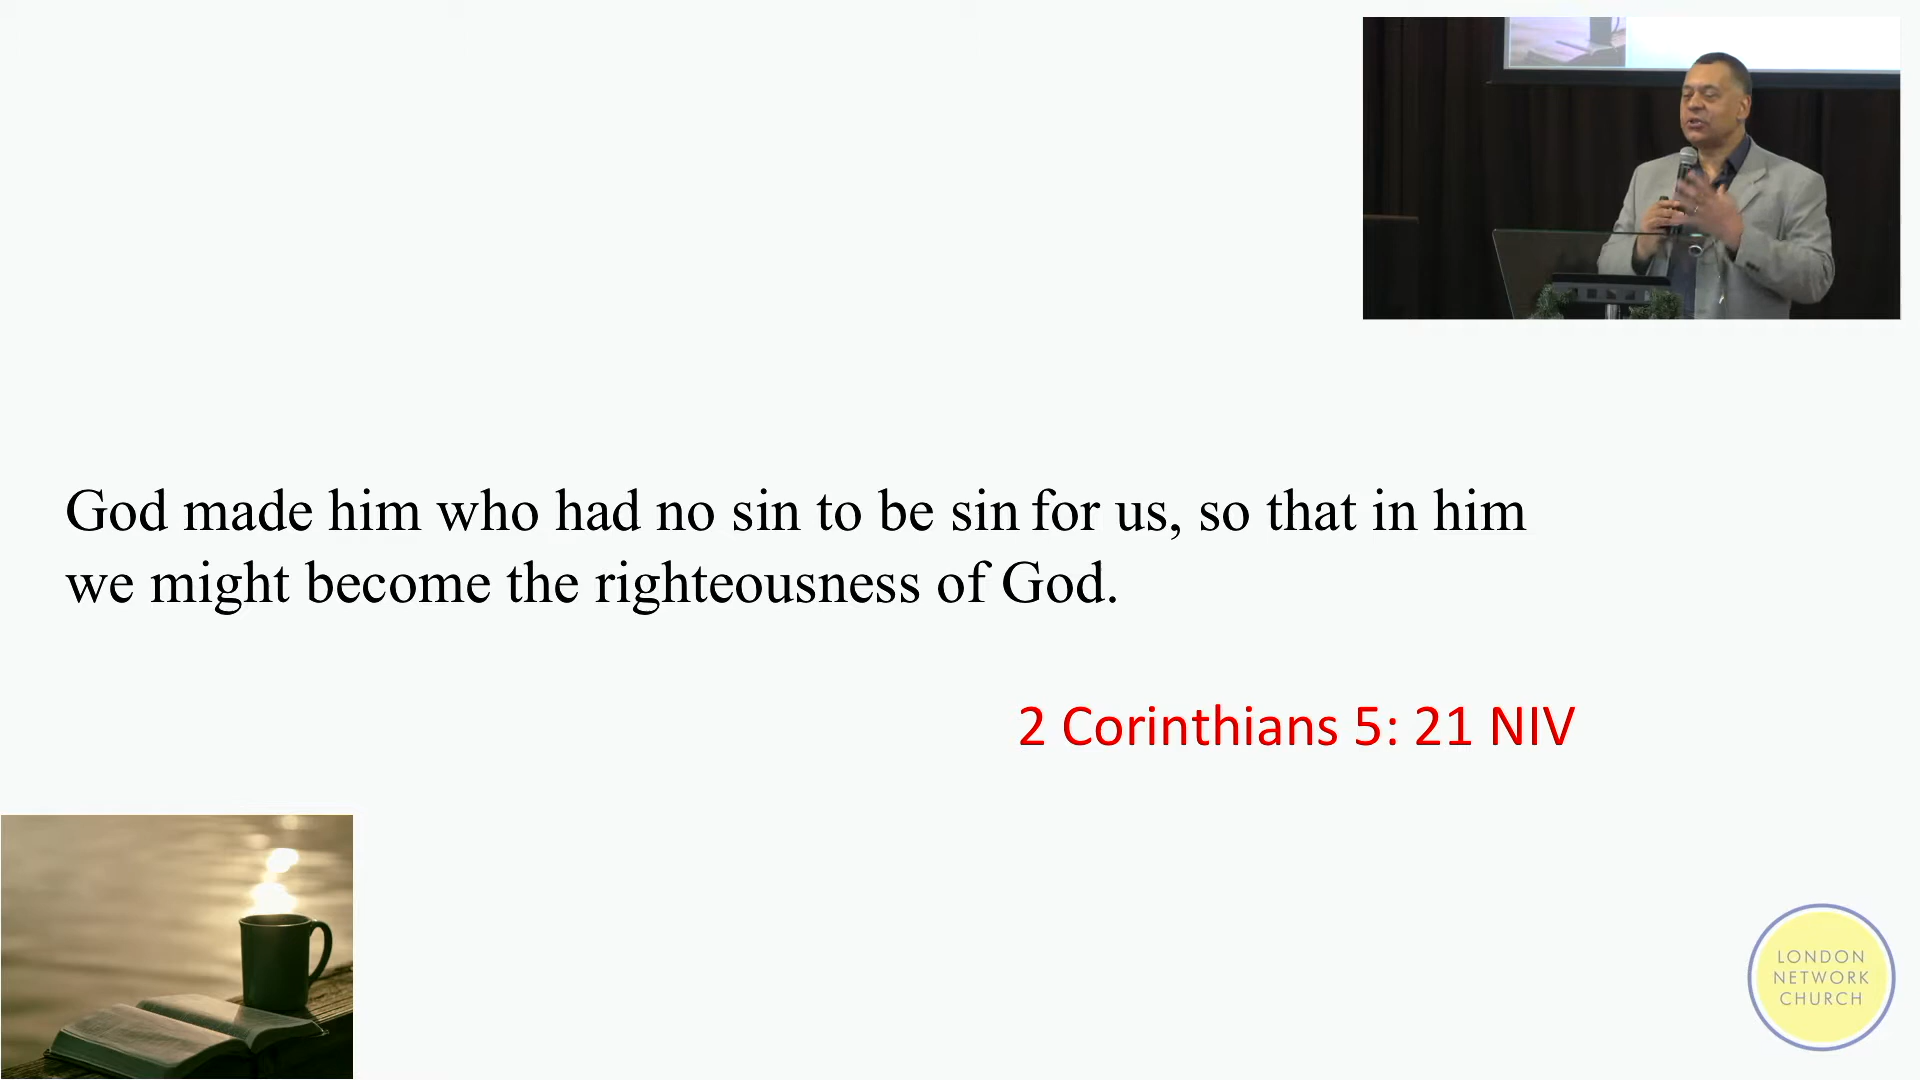 God made him who had no sin to be sin for us, so that in him
we might become the righteousness of God.
2 Corinthians 5: 21 NIV
LONDON
NETWORK
CHURCH